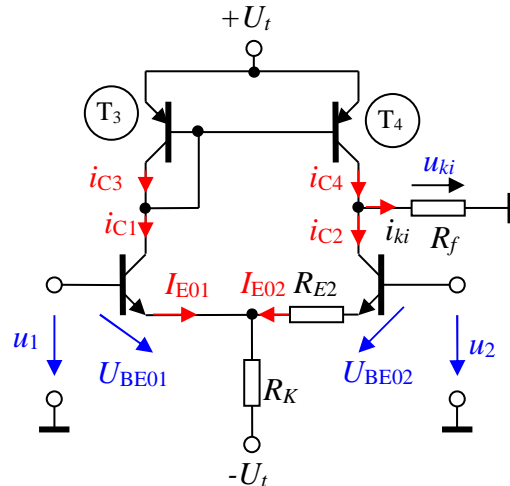 +U_t
T_3
T_4
u_ki
i_C3
i_C4
i_C1
i_C2
i_ki
R_f
I_E01
I_E02
R_E2
u_1
U_BE01
R_K
U_BE02
u_2
-U_t